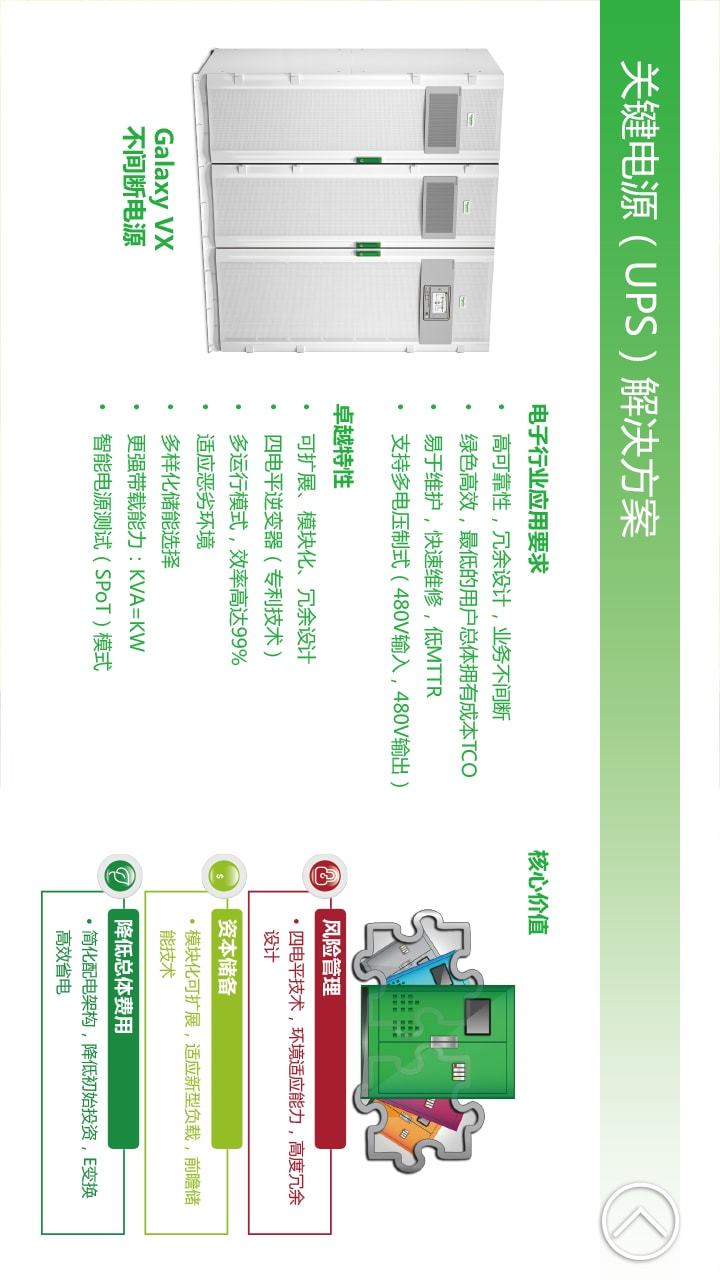 关键电源（UPS）解决方案
Galaxy VX
不间断电源
电子行业应用要求
• 高可靠性，冗余设计，业务不间断
• 绿色高效，最低的用户总体拥有成本TCO
• 易于维护，快速维修，低MTTR
• 支持多电压制式（480V输入，480V输出）
卓越特性
• 可扩展、模块化、冗余设计
• 四电平逆变器（专利技术）
• 多运行模式，效率高达99%
• 适应恶劣环境
• 多样化储能选择
• 更强带载能力：KVA=KW
• 智能电源测试（SPoT）模式
核心价值
风险管理
• 四电平技术，环境适应能力，高度冗余
设计
$
资本储备
• 模块化可扩展，适应新型负载，前瞻储
能技术
降低总体费用
• 简化配电架构，降低初始投资，E变换
高效省电